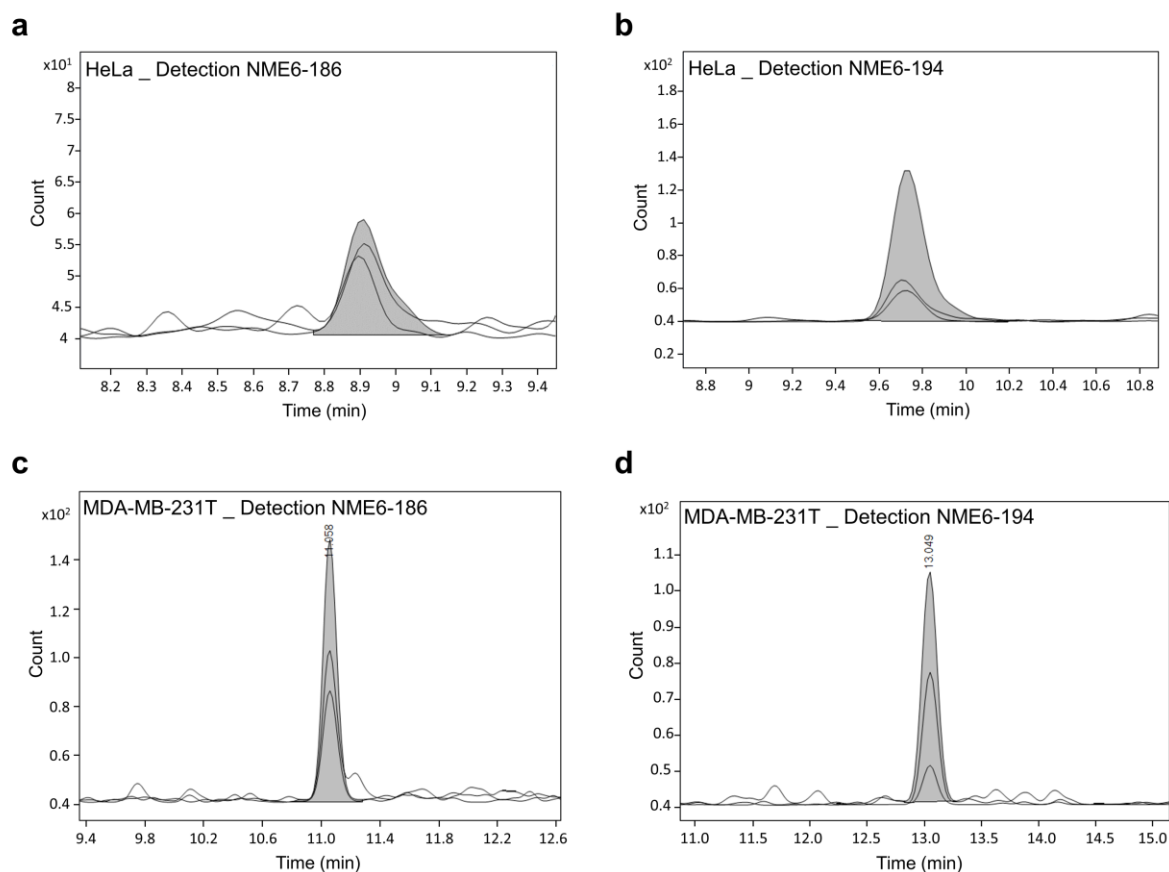 a
x10¹
HeLa _ Detection NME6-186
8
7.5
7
6.5
6
5.5
5
4.5
4
Count
8.2 8.3 8.4 8.5 8.6 8.7 8.8 8.9 9 9.1 9.2 9.3 9.4
Time (min)
b
x10²
HeLa _ Detection NME6-194
1.8
1.6
1.4
1.2
1
0.8
0.6
0.4
0.2
Count
8.8 9 9.2 9.4 9.6 9.8 10 10.2 10.4 10.6 10.8
Time (min)
c
x10²
MDA-MB-231T _ Detection NME6-186
11.058
1.4
1.2
1.0
0.8
0.6
0.4
Count
9.4 9.8 10.2 10.6 11.0 11.4 11.8 12.2 12.6
Time (min)
d
x10²
MDA-MB-231T _ Detection NME6-194
13.049
1.1
1.0
0.9
0.8
0.7
0.6
0.5
0.4
Count
11.0 11.5 12.0 12.5 13.0 13.5 14.0 14.5 15.0
Time (min)